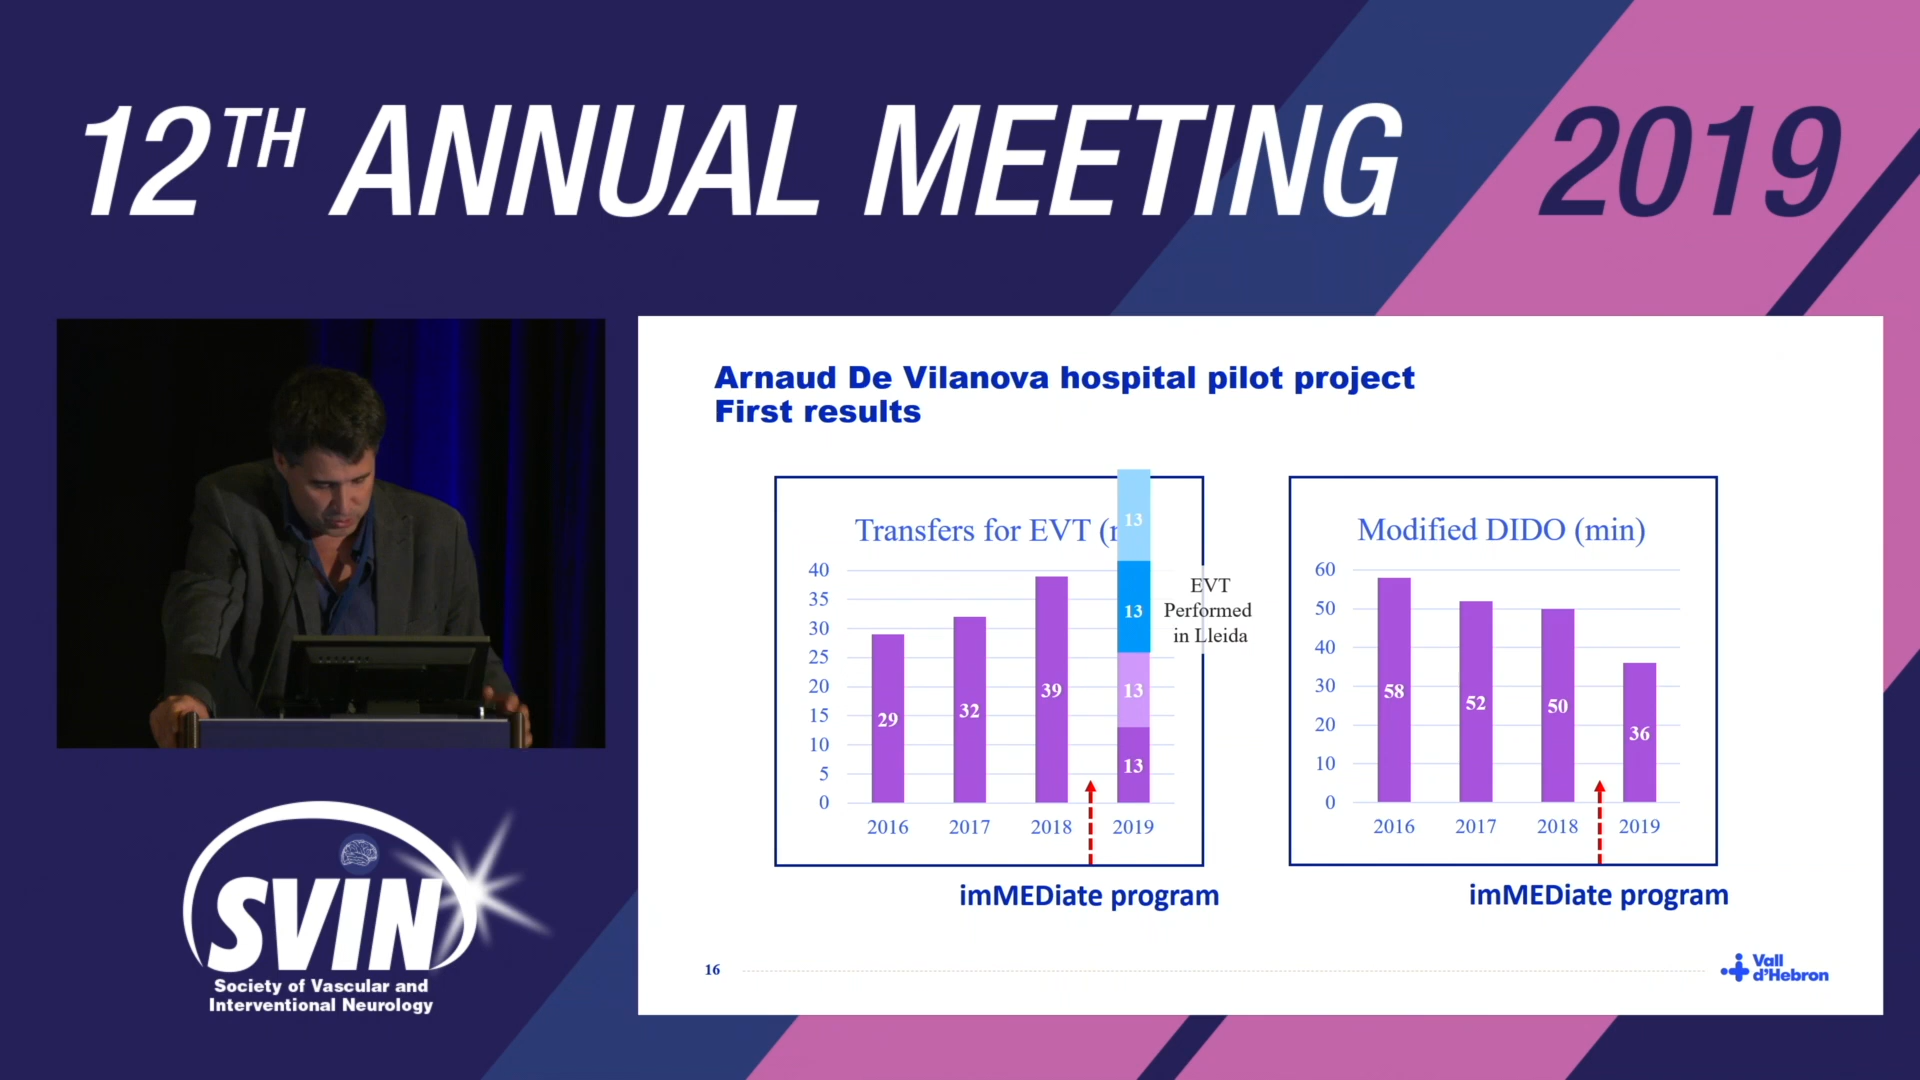 12TH ANNUAL MEETING 2019
Arnaud De Vilanova hospital pilot project
First results
Transfers for EVT (
40
35
30
25
20
15
10
5
0
29
32
39
13
13
13
13
EVT
Performed
in Lleida
2016 2017 2018 2019
imMEDiate program
Modified DIDO (min)
60
50
40
30
20
10
0
58
52
50
36
2016 2017 2018 2019
imMEDiate program
16
Vall
d'Hebron
SVIN
Society of Vascular and
Interventional Neurology